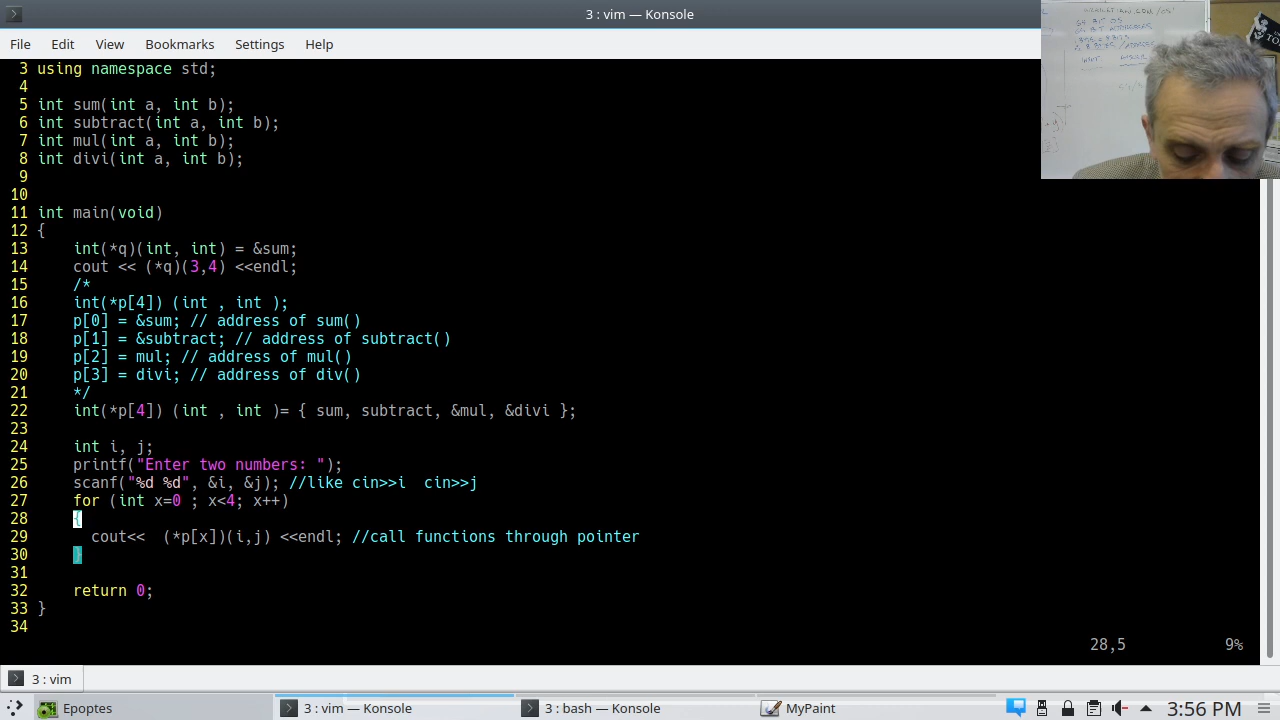 3 : vim — Konsole
File Edit View Bookmarks Settings Help
3 using namespace std;
4
5 int sum(int a, int b);
6 int subtract(int a, int b);
7 int mul(int a, int b);
8 int divi(int a, int b);
9
10
11 int main(void)
12 {
13     int(*q)(int, int) = &sum;
14     cout << (*q)(3,4) <<endl;
15     /*
16     int(*p[4]) (int , int );
17     p[0] = &sum; // address of sum()
18     p[1] = &subtract; // address of subtract()
19     p[2] = mul; // address of mul()
20     p[3] = divi; // address of div()
21     */
22     int(*p[4]) (int , int )= { sum, subtract, &mul, &divi };
23
24     int i, j;
25     printf("Enter two numbers: ");
26     scanf("%d %d", &i, &j); //like cin>>i  cin>>j
27     for (int x=0 ; x<4; x++)
28     {
29       cout<<  (*p[x])(i,j) <<endl; //call functions through pointer
30     }
31
32     return 0;
33 }
34
28,5 9%
3 : vim
Epoptes 3 : vim — Konsole 3 : bash — Konsole MyPaint 3:56 PM